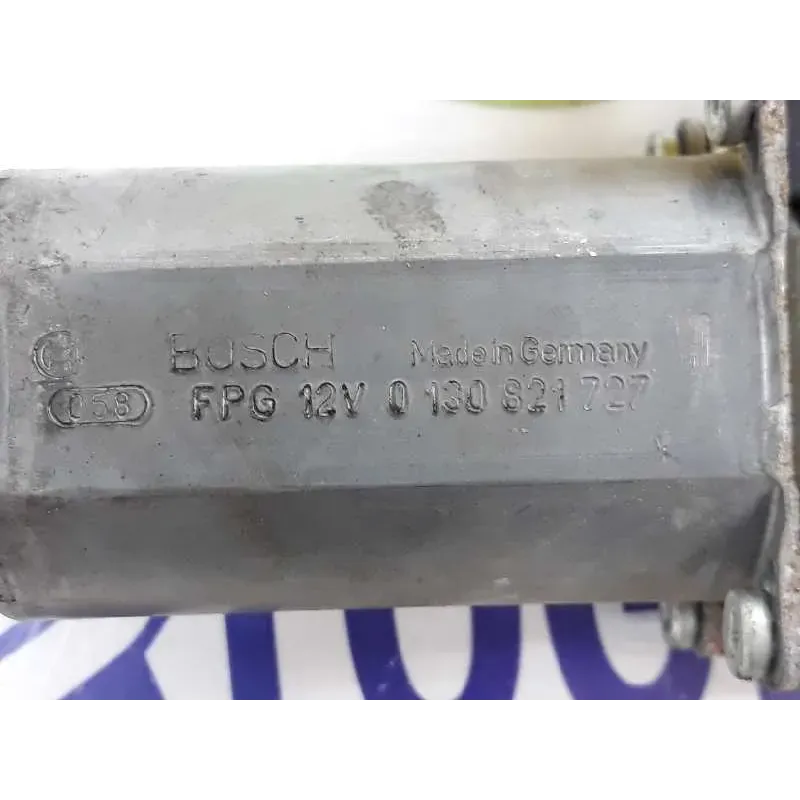 BOSCH Made in Germany
058 FPG 12V 0 130 821 727